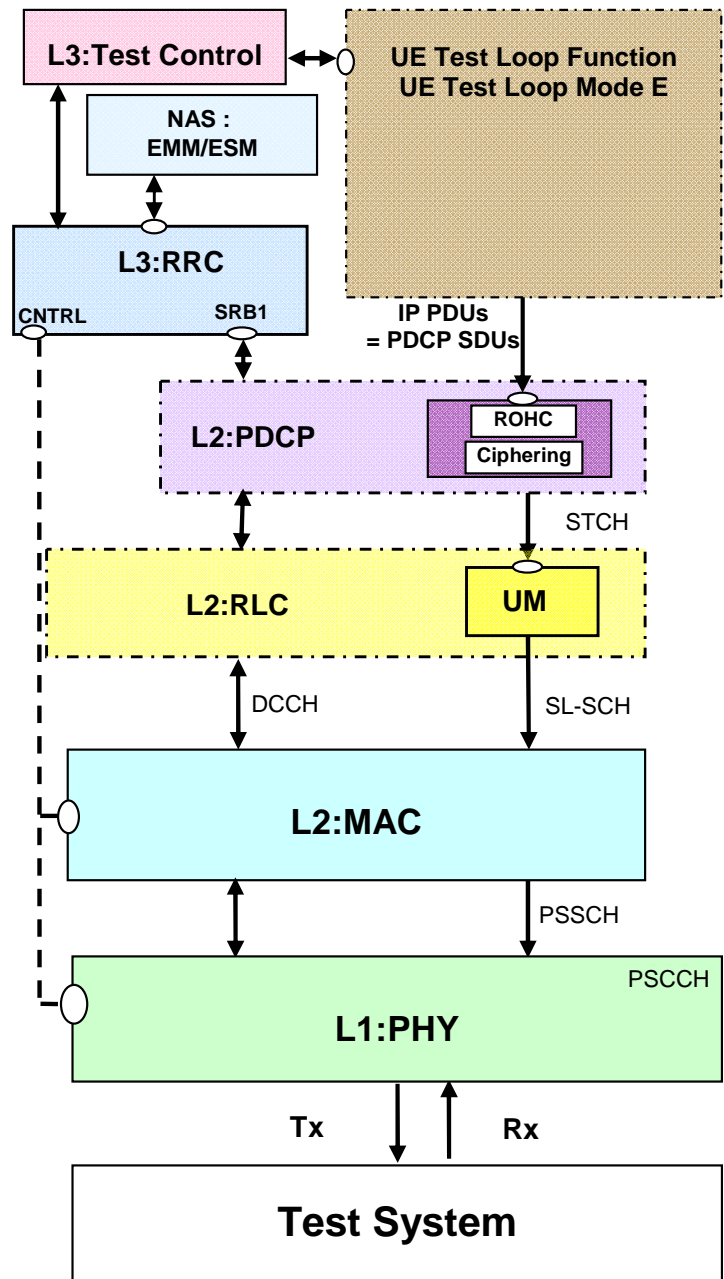 L3:Test Control
UE Test Loop Function
UE Test Loop Mode E
NAS :
EMM/ESM
L3:RRC
CNTRL
SRB1
IP PDUs
= PDCP SDUs
L2:PDCP
ROHC
Ciphering
STCH
L2:RLC
UM
DCCH
SL-SCH
L2:MAC
PSSCH
PSCCH
L1:PHY
Tx
Rx
Test System